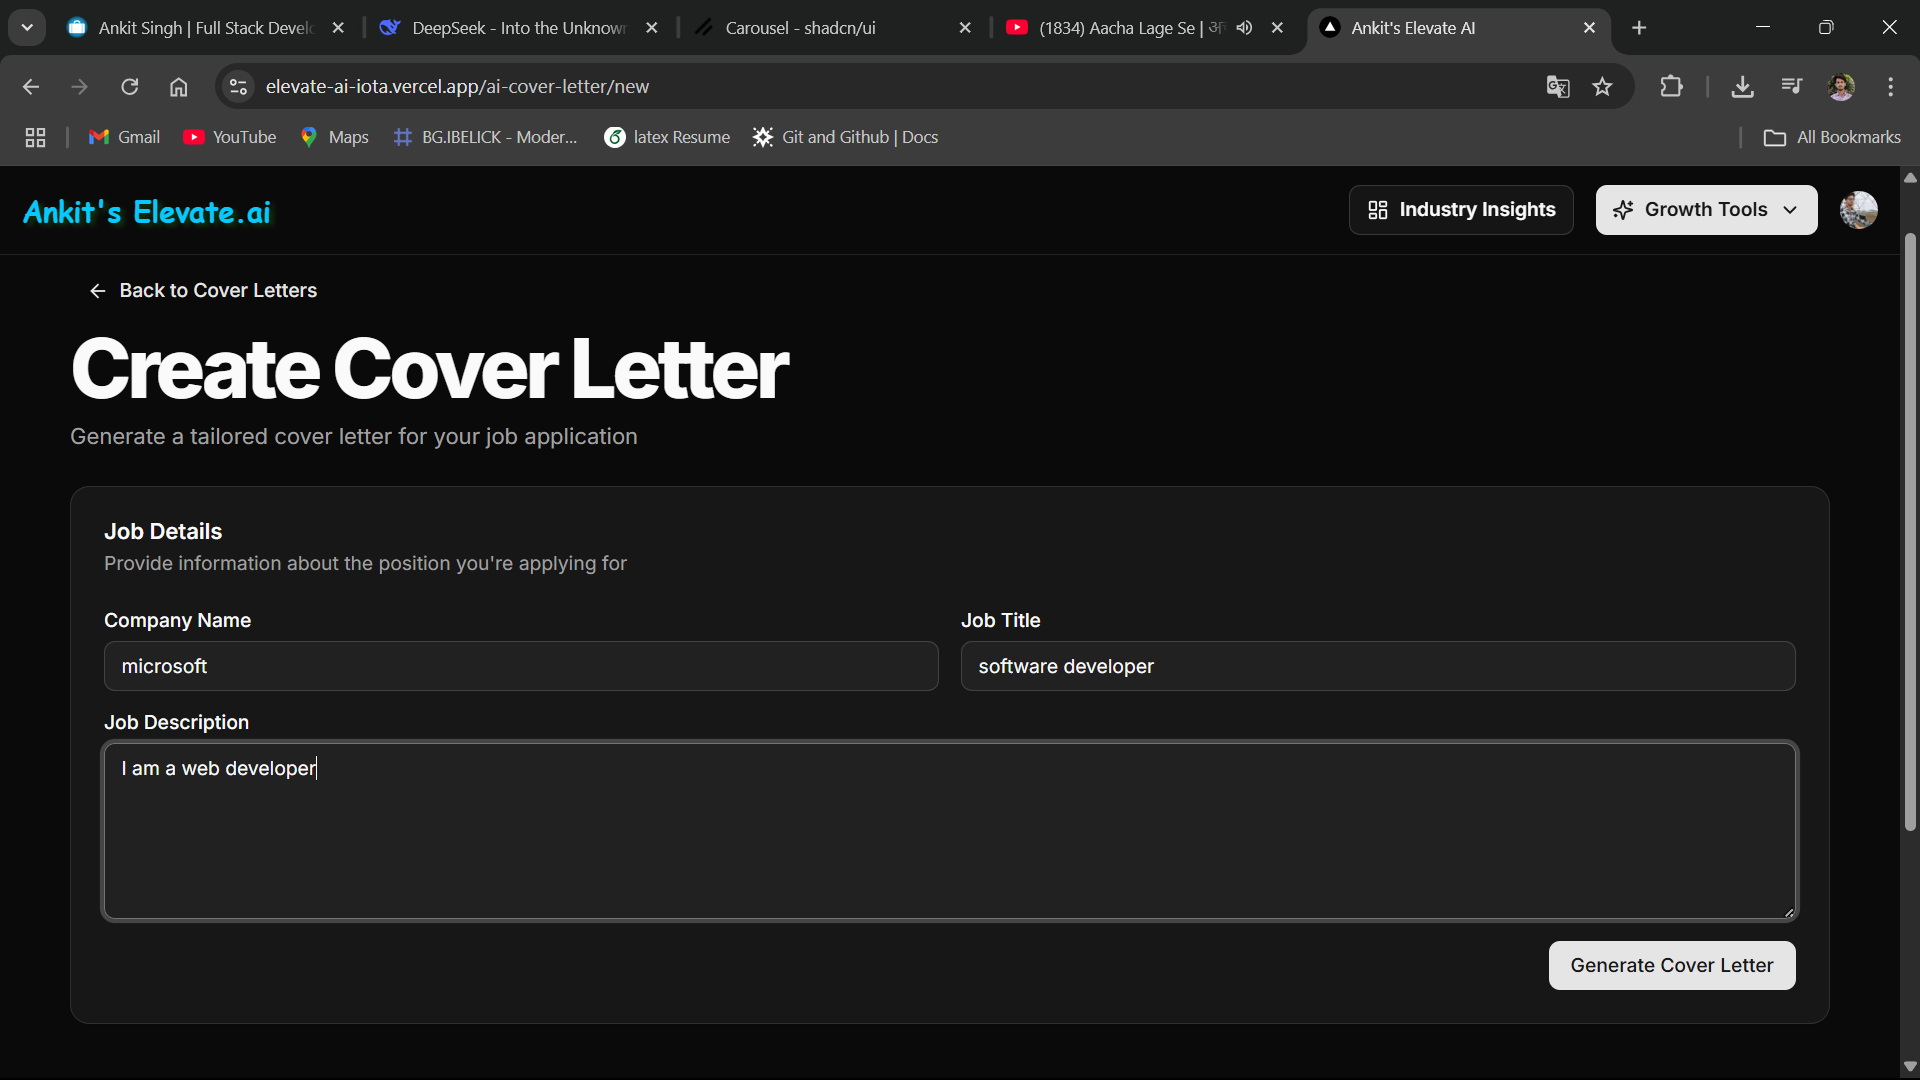 Ankit Singh | Full Stack Develo
DeepSeek - Into the Unknown
Carousel - shadcn/ui
(1834) Aacha Lage Se |
Ankit's Elevate AI
elevate-ai-iota.vercel.app/ai-cover-letter/new
Gmail
YouTube
Maps
BG.IBELICK - Moder...
latex Resume
Git and Github | Docs
All Bookmarks
Ankit's Elevate.ai
Industry Insights
Growth Tools
Back to Cover Letters
Create Cover Letter
Generate a tailored cover letter for your job application
Job Details
Provide information about the position you're applying for
Company Name
Job Title
microsoft
software developer
Job Description
I am a web developer
Generate Cover Letter